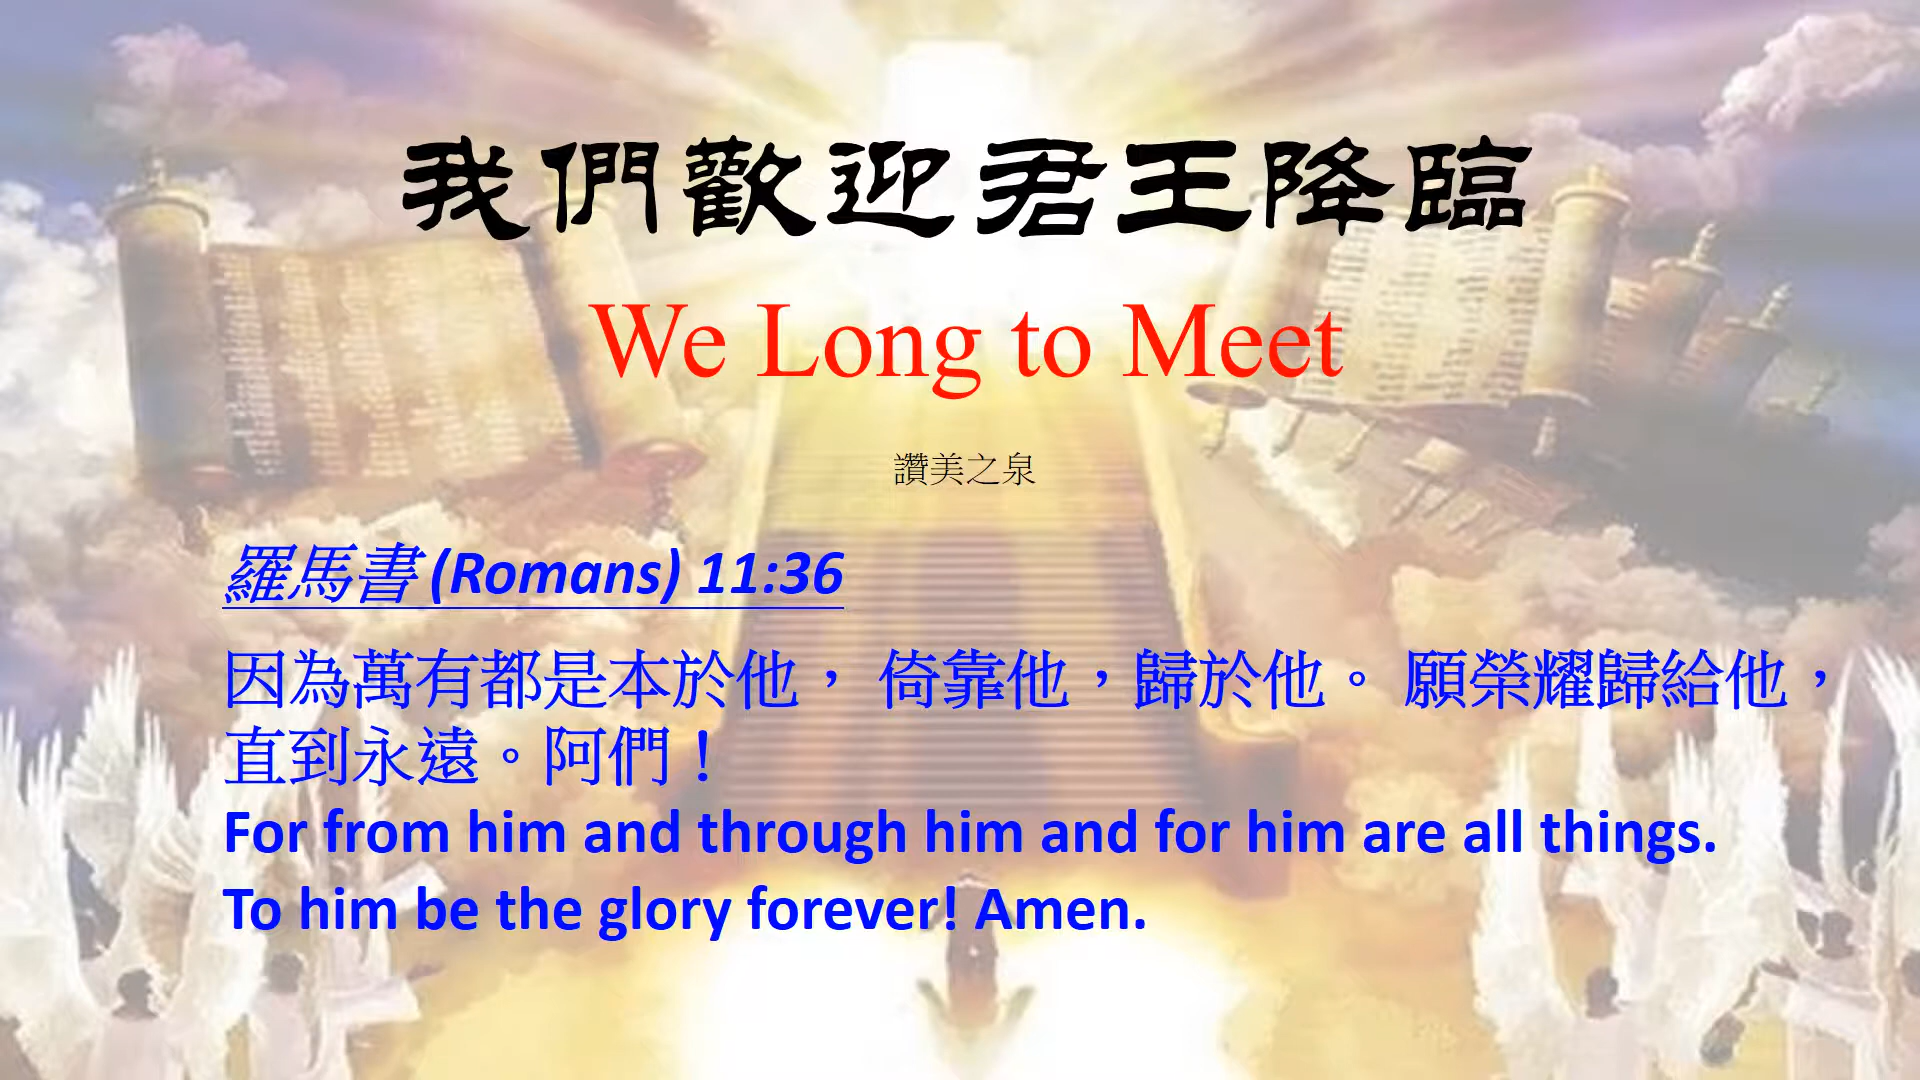 我們歡迎君王降臨
We Long to Meet
讚美之泉
羅馬書 (Romans) 11:36
因為萬有都是本於他， 倚靠他，歸於他。 願榮耀歸給他，
直到永遠。阿們！
For from him and through him and for him are all things.
To him be the glory forever! Amen.